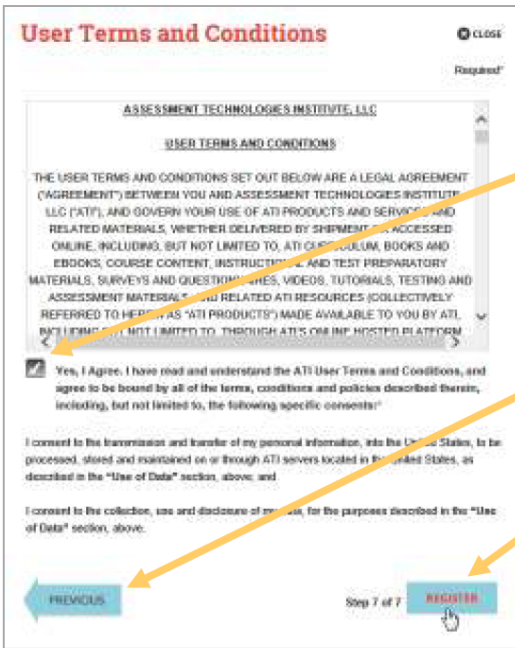 User Terms and Conditions
CLOSE
Required*
ASSESSMENT TECHNOLOGIES INSTITUTE, LLC
USER TERMS AND CONDITIONS
THE USER TERMS AND CONDITIONS SET OUT BELOW ARE A LEGAL AGREEMENT
("AGREEMENT") BETWEEN YOU AND ASSESSMENT TECHNOLOGIES INSTITUTE
LLC ("ATI"), AND GOVERN YOUR USE OF ATI PRODUCTS AND SERVICES AND
RELATED MATERIALS, WHETHER DELIVERED BY SHIPMENT OR ACCESSED
ONLINE, INCLUDING, BUT NOT LIMITED TO, ATI CURRICULUM, BOOKS AND
EBOOKS, COURSE CONTENT, INSTRUCTIONAL AND TEST PREPARATORY
MATERIALS, SURVEYS AND QUESTIONNAIRES, VIDEOS, TUTORIALS, TESTING AND
ASSESSMENT MATERIALS, AND RELATED ATI RESOURCES (COLLECTIVELY
REFERRED TO HEREIN AS "ATI PRODUCTS") MADE AVAILABLE TO YOU BY ATI,
INCLUDING BUT NOT LIMITED TO, THROUGH ATI'S ONLINE HOSTED PLATFORM
Yes, I Agree. I have read and understand the ATI User Terms and Conditions, and
agree to be bound by all of the terms, conditions and policies described therein,
including, but not limited to, the following specific consents:*
I consent to the transmission and transfer of my personal information, into the United States, to be
processed, stored and maintained on or through ATI servers located in the United States, as
described in the "Use of Data" section, above; and
I consent to the collection, use and disclosure of my data, for the purposes described in the "Use
of Data" section, above.
PREVIOUS
Step 7 of 7
REGISTER